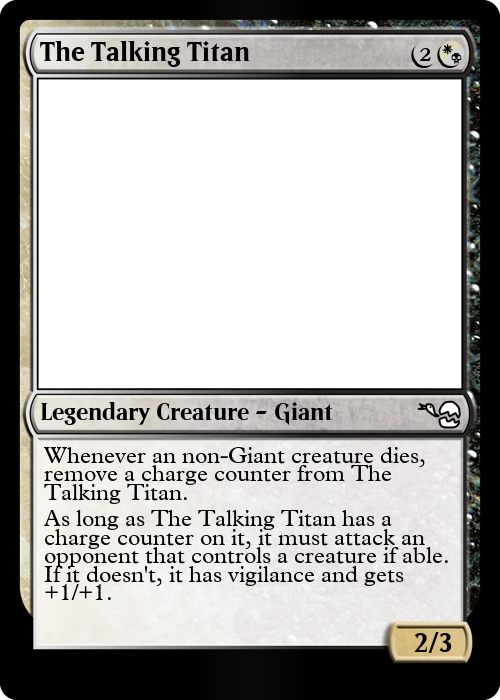 The Talking Titan 2
Legendary Creature – Giant
Whenever an non-Giant creature dies,
remove a charge counter from The
Talking Titan.
As long as The Talking Titan has a
charge counter on it, it must attack an
opponent that controls a creature if able.
If it doesn't, it has vigilance and gets
+1/+1.
2/3